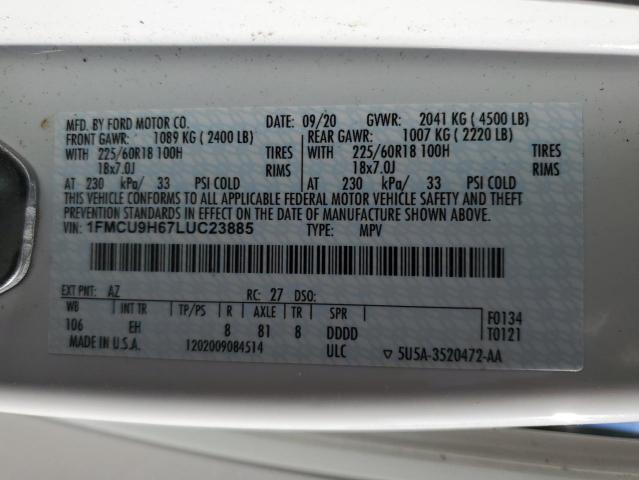 MFD. BY FORD MOTOR CO. DATE: 09/20 GVWR: 2041 KG ( 4500 LB)
FRONT GAWR: 1089 KG ( 2400 LB) REAR GAWR: 1007 KG ( 2220 LB)
WITH 225/60R18 100H TIRES WITH 225/60R18 100H TIRES
18x7.0J RIMS 18x7.0J RIMS
AT 230 kPa/ 33 PSI COLD AT 230 kPa/ 33 PSI COLD
THIS VEHICLE CONFORMS TO ALL APPLICABLE FEDERAL MOTOR VEHICLE SAFETY AND THEFT
PREVENTION STANDARDS IN EFFECT ON THE DATE OF MANUFACTURE SHOWN ABOVE.
VIN: 1FMCU9H67LUC23885 TYPE: MPV
EXT PNT: AZ RC: 27 DSO:
WB INT TR TP/PS R AXLE TR SPR F0134
106 EH 8 81 8 DDDD T0121
MADE IN U.S.A. 1202009084514 ULC ▽ 5U5A-3520472-AA